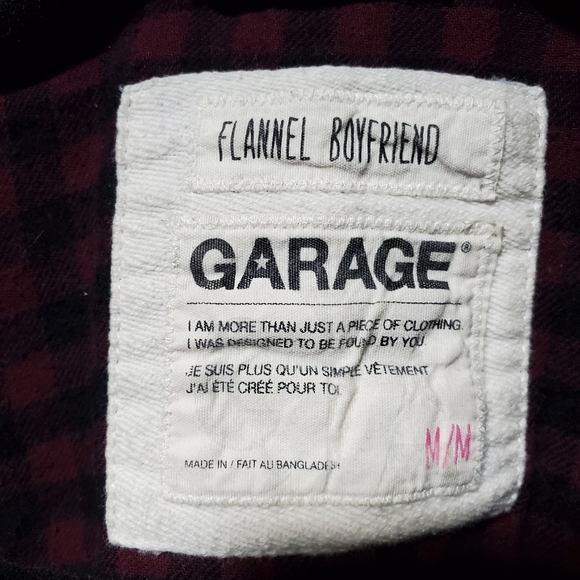 FLANNEL BOYFRIEND
GARAGE®
I AM MORE THAN JUST A PIECE OF CLOTHING.
I WAS DESIGNED TO BE FOUND BY YOU.
JE SUIS PLUS QU'UN SIMPLE VÊTEMENT.
J'AI ÉTÉ CRÉÉ POUR TOI.
MADE IN / FAIT AU BANGLADESH
M/M